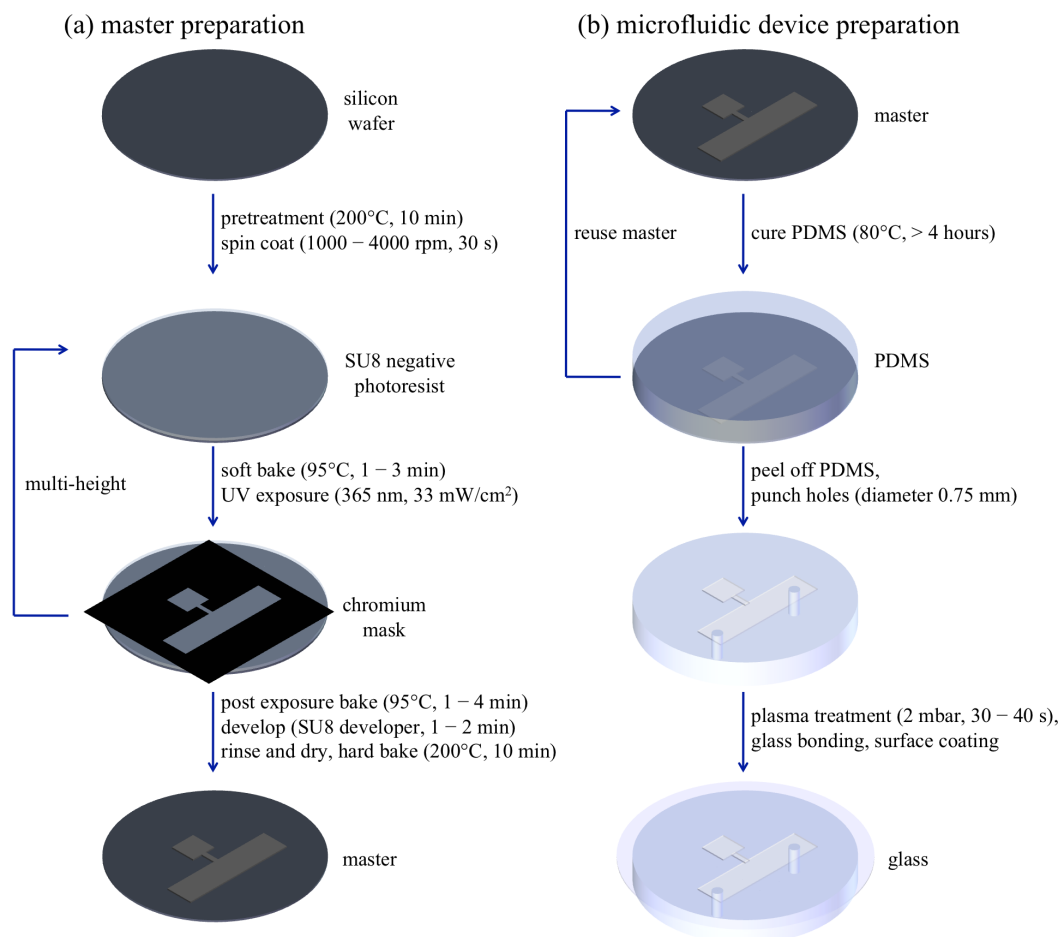 (a) master preparation
silicon
wafer
pretreatment (200°C, 10 min)
spin coat (1000 − 4000 rpm, 30 s)
SU8 negative
photoresist
multi-height
soft bake (95°C, 1 − 3 min)
UV exposure (365 nm, 33 mW/cm²)
chromium
mask
post exposure bake (95°C, 1 − 4 min)
develop (SU8 developer, 1 − 2 min)
rinse and dry, hard bake (200°C, 10 min)
master
(b) microfluidic device preparation
master
reuse master
cure PDMS (80°C, > 4 hours)
PDMS
peel off PDMS,
punch holes (diameter 0.75 mm)
plasma treatment (2 mbar, 30 − 40 s),
glass bonding, surface coating
glass